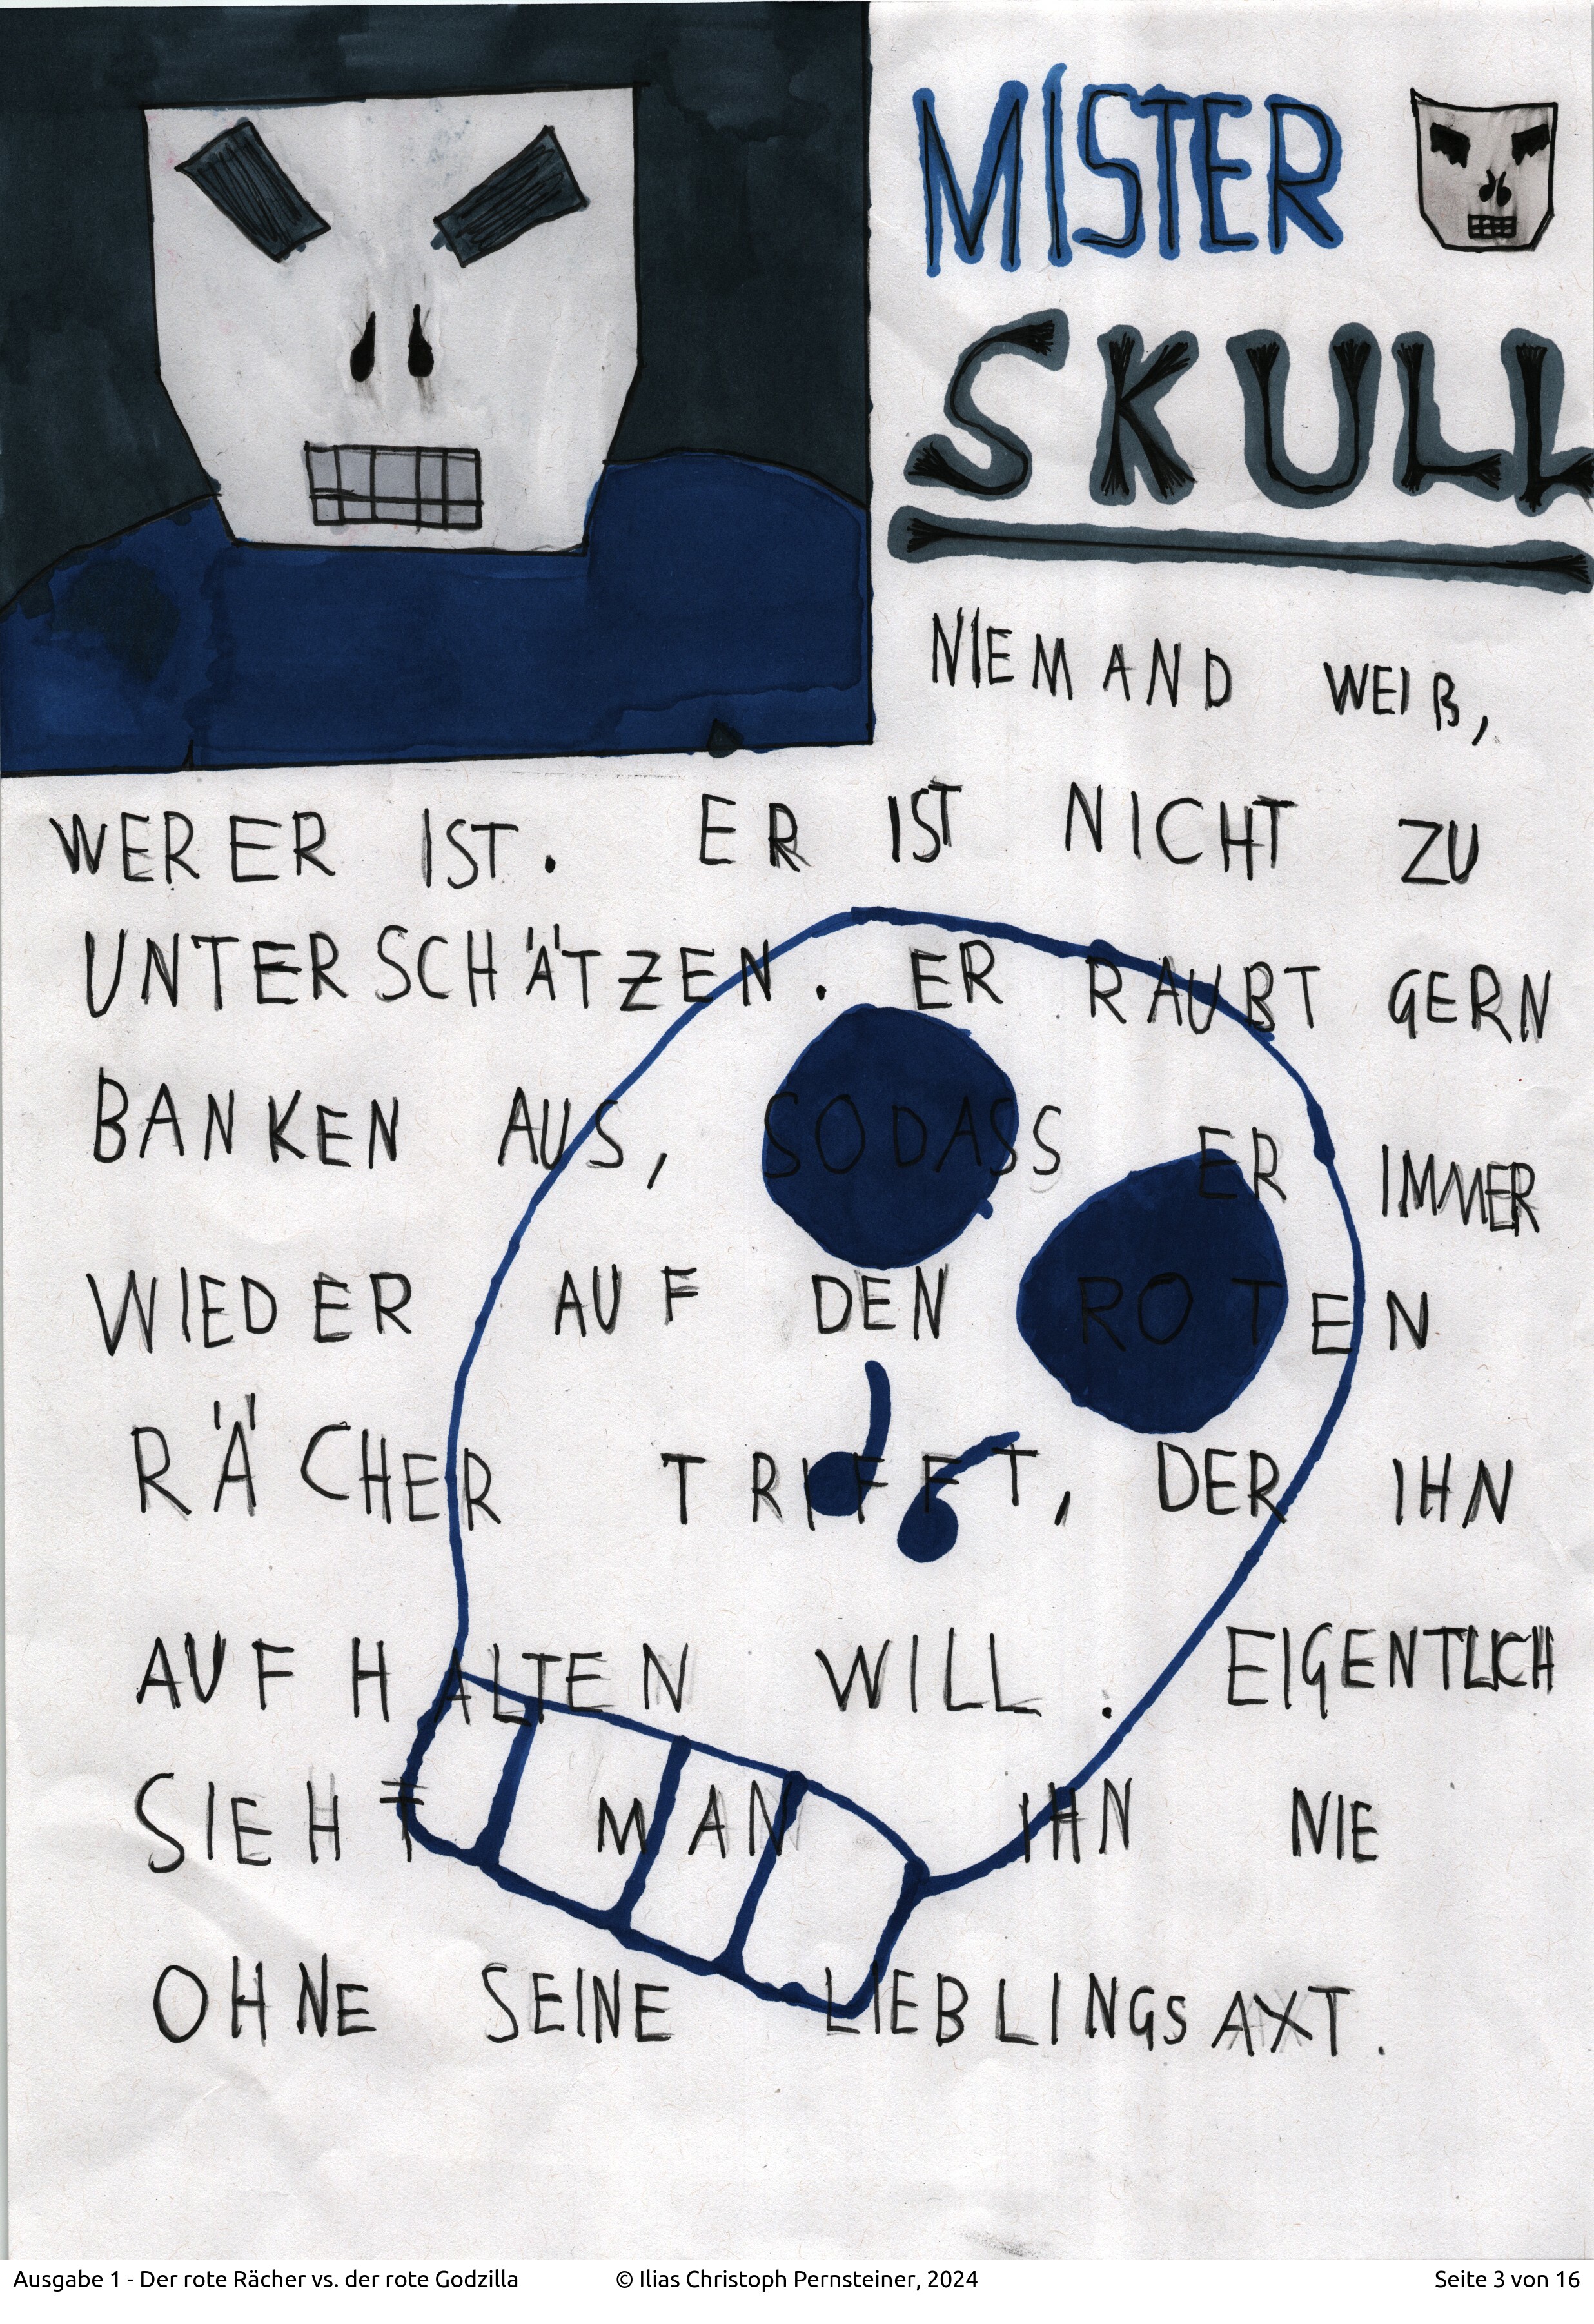 MISTER
SKULL
NIEMAND WEIß,
WER ER IST. ER IST NICHT ZU
UNTERSCHÄTZEN. ER RAUBT GERN
BANKEN AUS, SODASS ER IMMER
WIEDER AUF DEN ROTEN
RÄCHER TRIFFT, DER IHN
AUFHALTEN WILL. EIGENTLICH
SIEHT MAN IHN NIE
OHNE SEINE LIEBLINGSAXT.
Ausgabe 1 - Der rote Rächer vs. der rote Godzilla © Ilias Christoph Pernsteiner, 2024 Seite 3 von 16